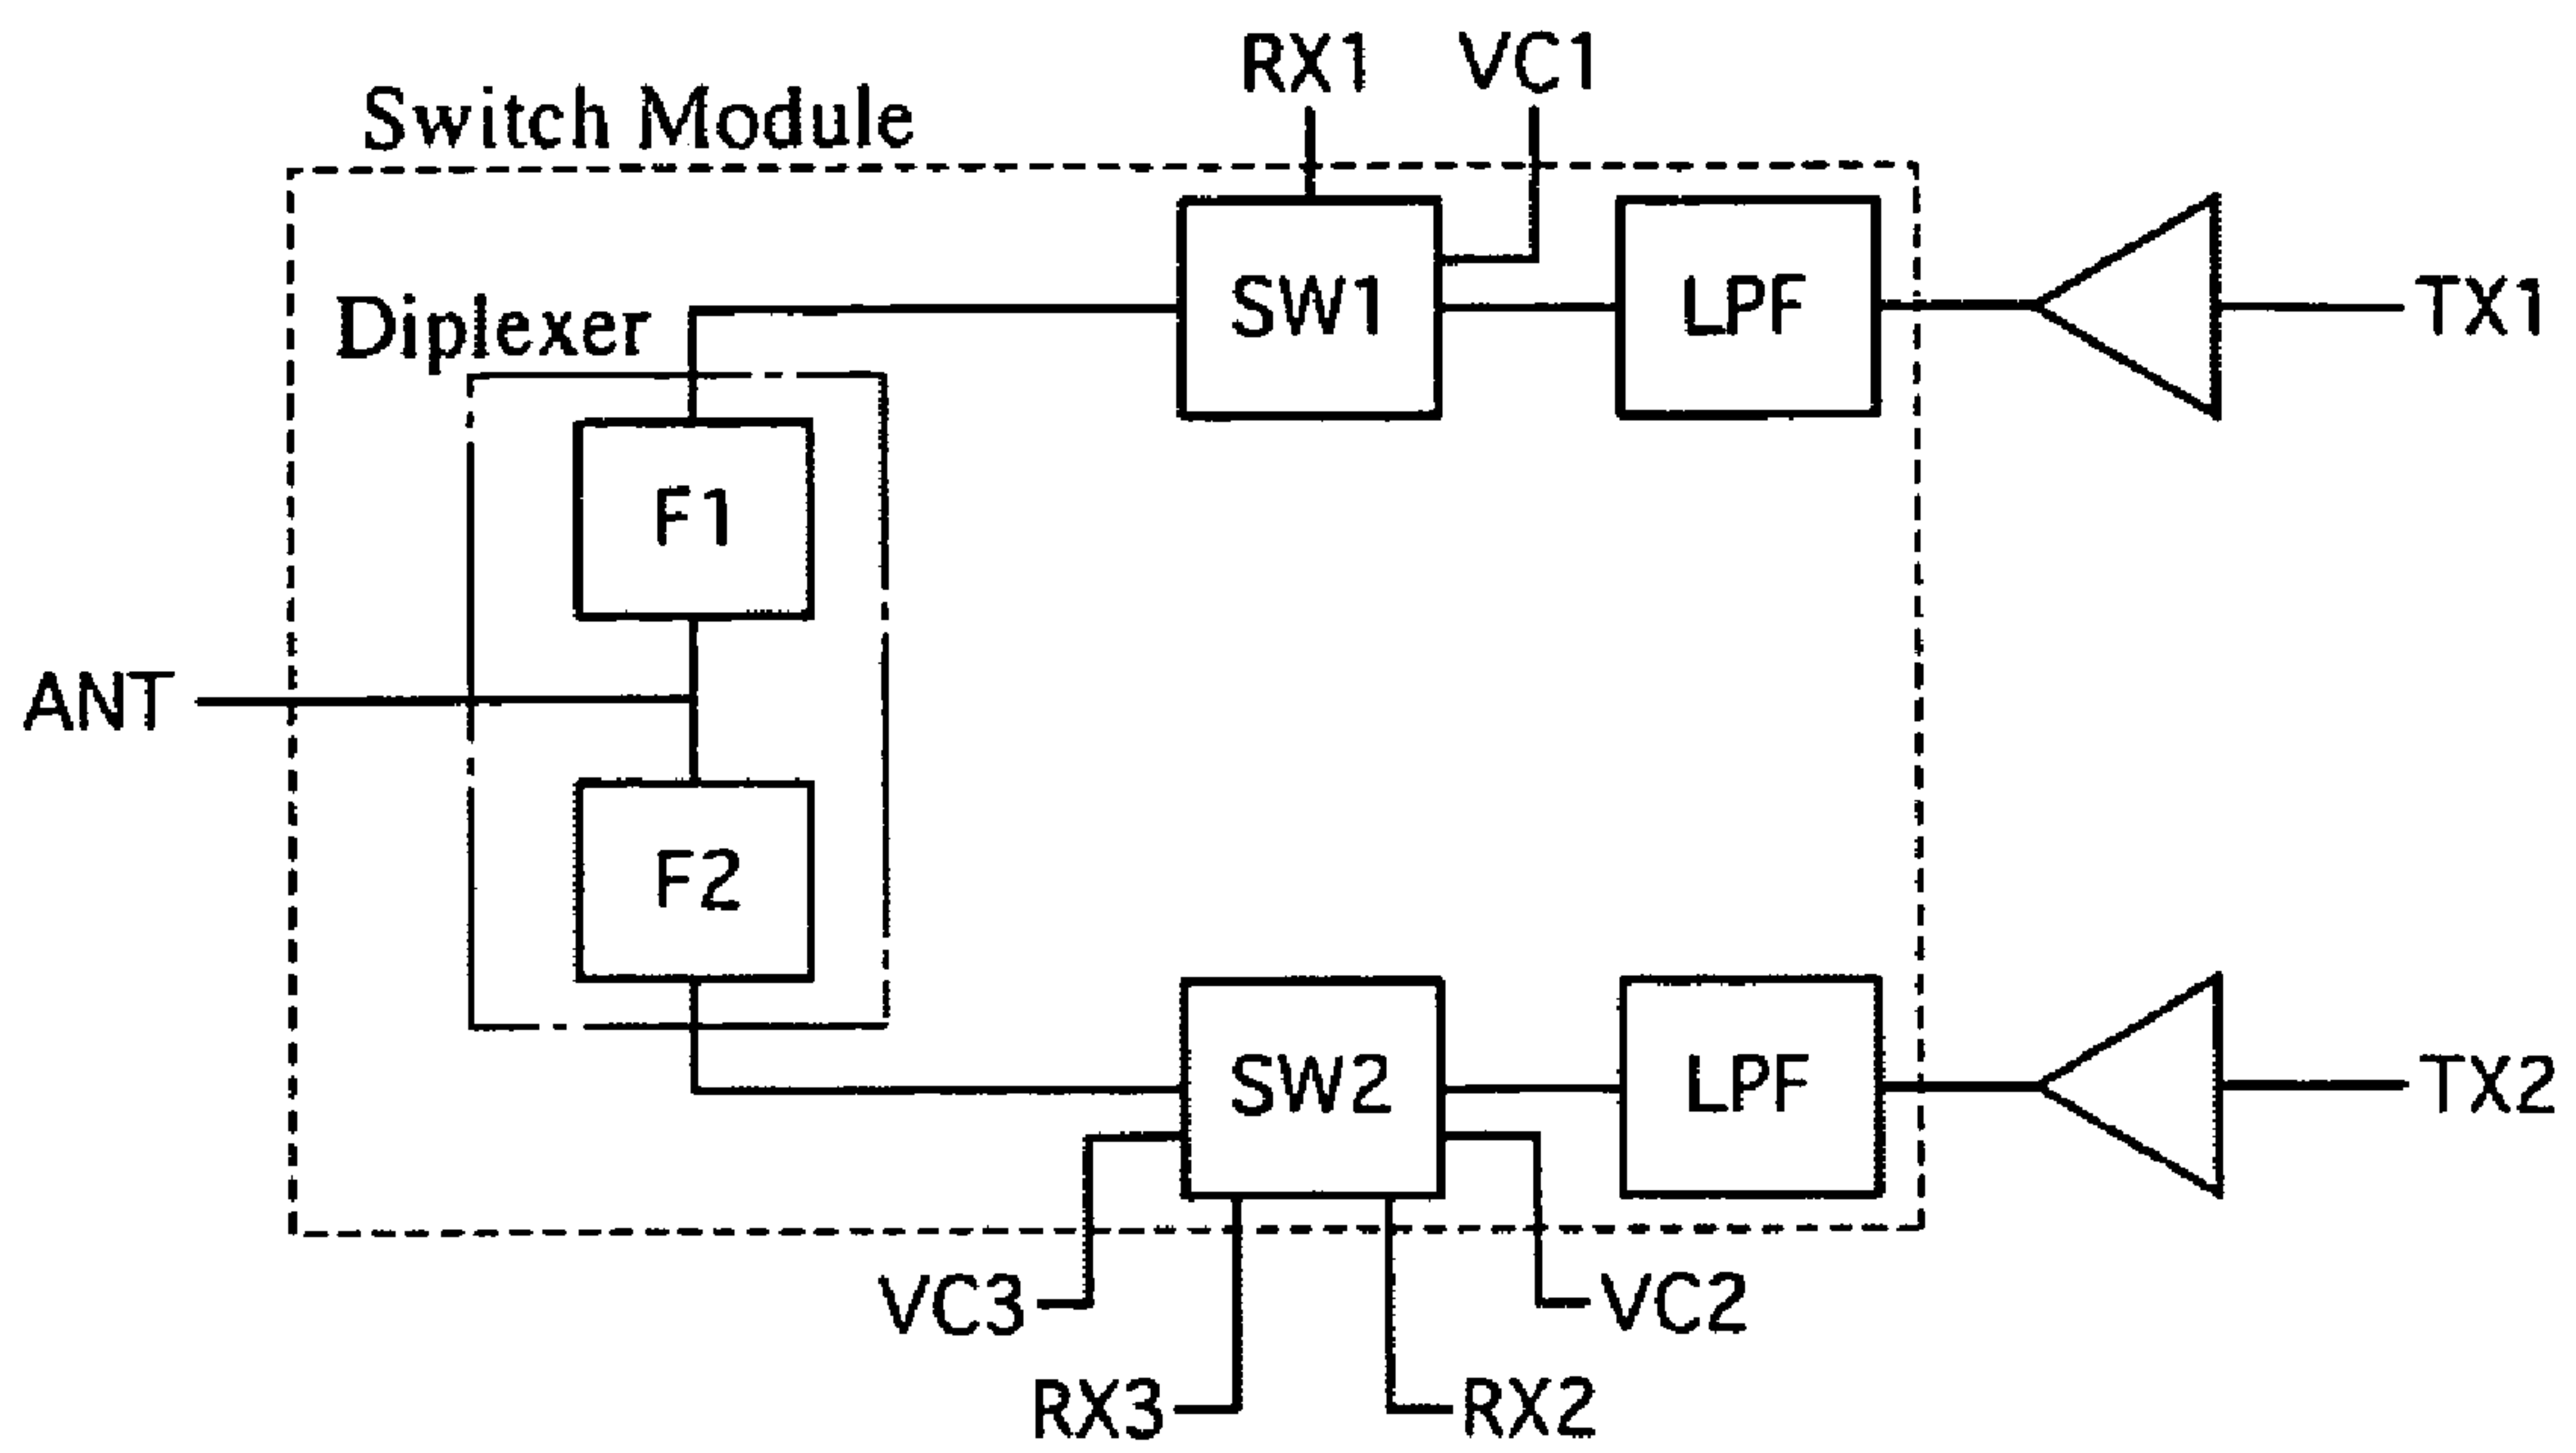 RX1
VC1
Switch Module
SW1
LPF
TX1
Diplexer
F1
ANT
F2
SW2
LPF
TX2
VC3
VC2
RX3
RX2